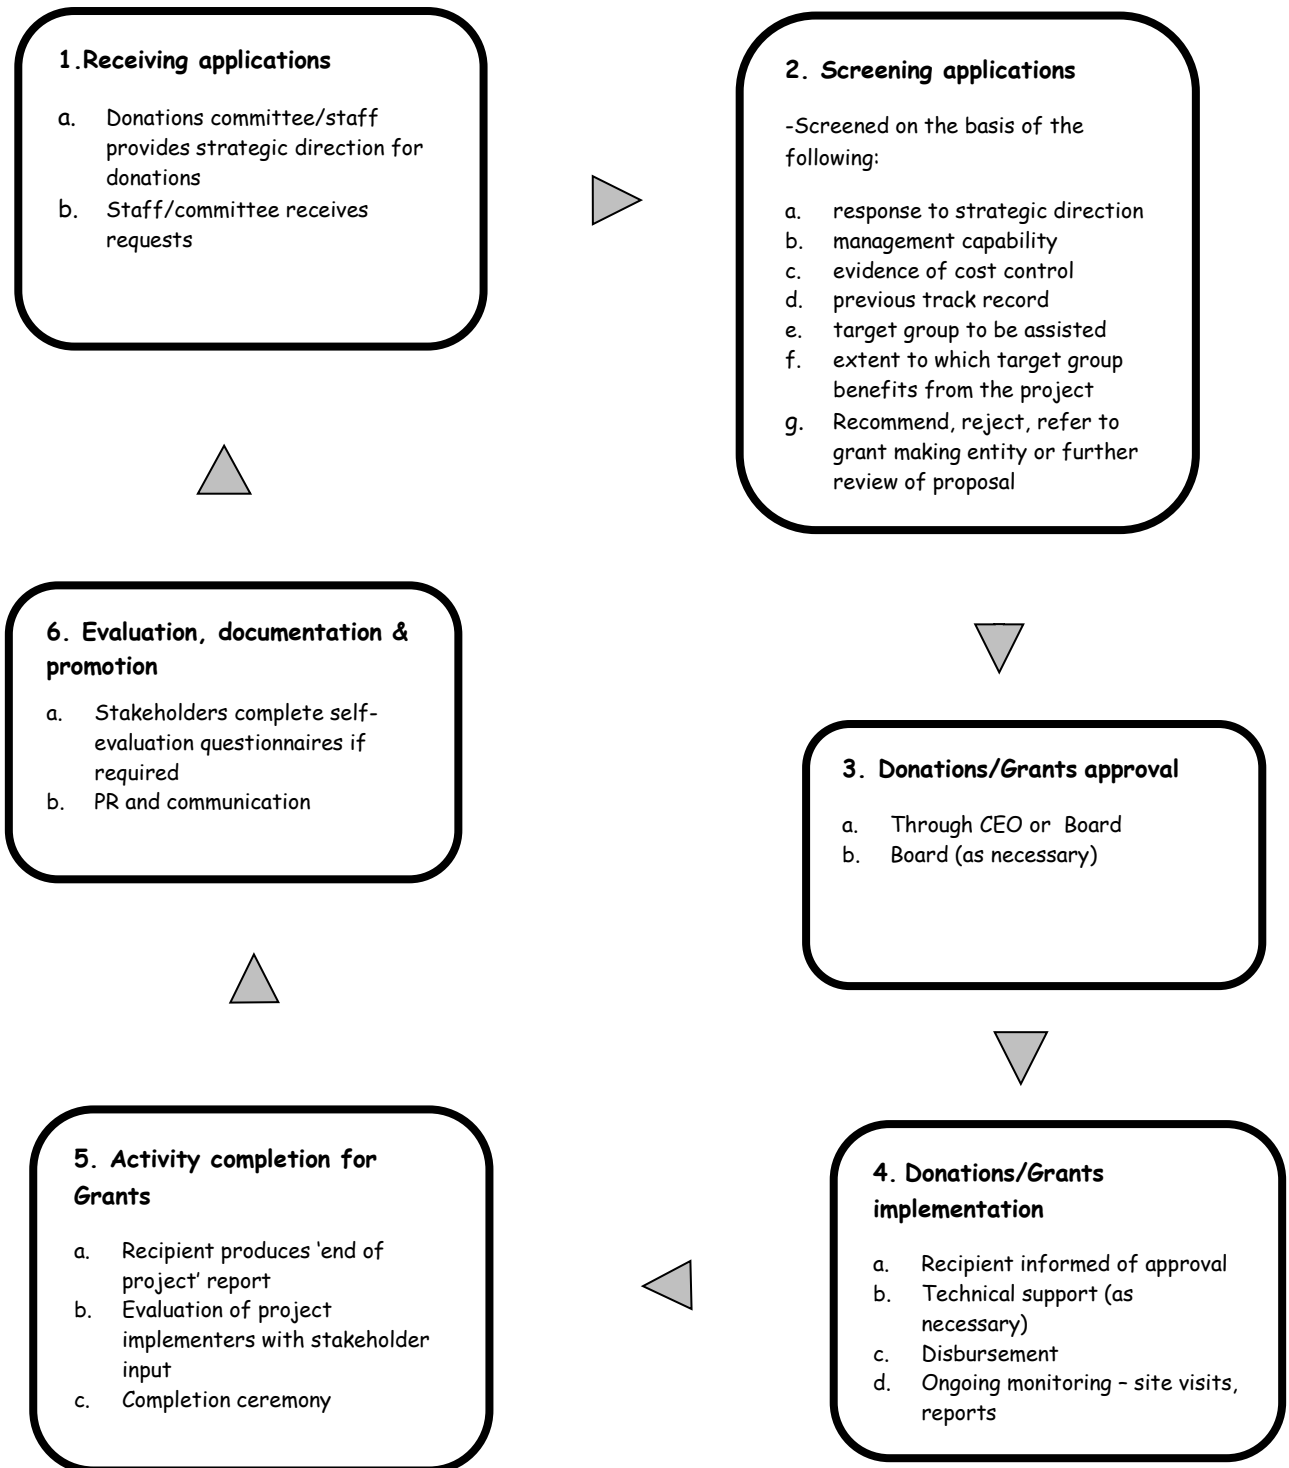 1.Receiving applications
a. Donations committee/staff
provides strategic direction for
donations
b. Staff/committee receives
requests
2. Screening applications
-Screened on the basis of the
following:
a. response to strategic direction
b. management capability
c. evidence of cost control
d. previous track record
e. target group to be assisted
f. extent to which target group
benefits from the project
g. Recommend, reject, refer to
grant making entity or further
review of proposal
3. Donations/Grants approval
a. Through CEO or Board
b. Board (as necessary)
4. Donations/Grants
implementation
a. Recipient informed of approval
b. Technical support (as
necessary)
c. Disbursement
d. Ongoing monitoring – site visits,
reports
5. Activity completion for
Grants
a. Recipient produces ‘end of
project’ report
b. Evaluation of project
implementers with stakeholder
input
c. Completion ceremony
6. Evaluation, documentation &
promotion
a. Stakeholders complete self-
evaluation questionnaires if
required
b. PR and communication